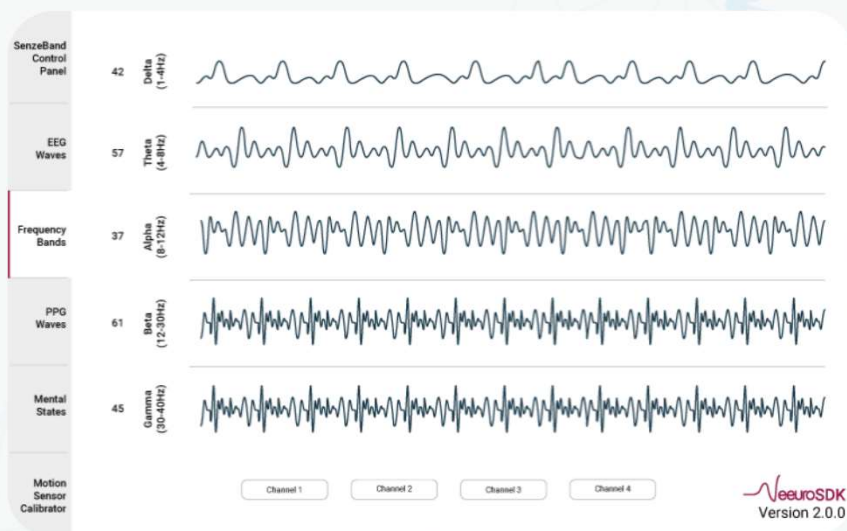 SenzeBand
Control
Panel
42
Delta
(1-4Hz)
EEG
Waves
57
Theta
(4-8Hz)
Frequency
Bands
37
Alpha
(8-12Hz)
PPG
Waves
61
Beta
(12-30Hz)
Mental
States
45
Gamma
(30-40Hz)
Motion
Sensor
Calibrator
Channel 1
Channel 2
Channel 3
Channel 4
NeeuroSDK
Version 2.0.0